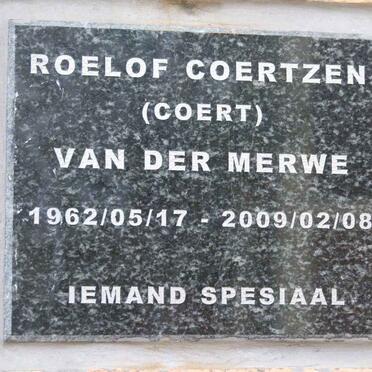 ROELOF COERTZEN
(COERT)
VAN DER MERWE
1962/05/17 - 2009/02/08
IEMAND SPESIAAL